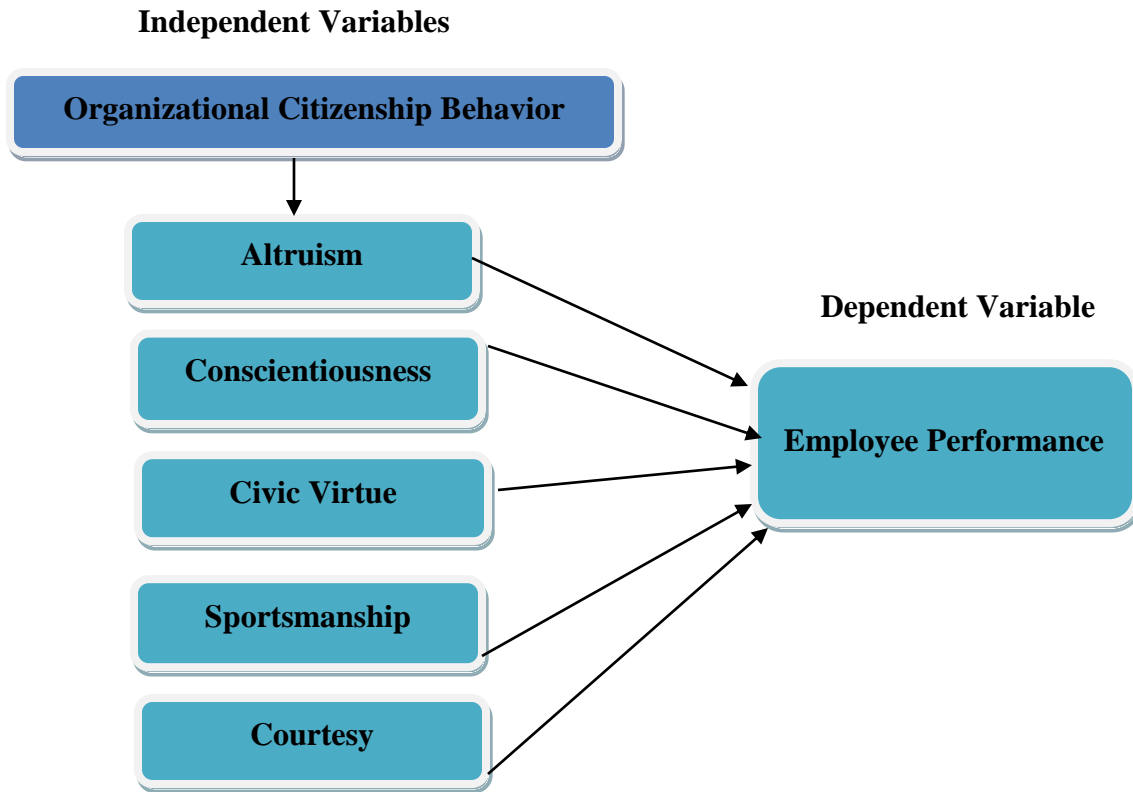 Independent Variables
Organizational Citizenship Behavior
Altruism
Conscientiousness
Civic Virtue
Sportsmanship
Courtesy
Dependent Variable
Employee Performance